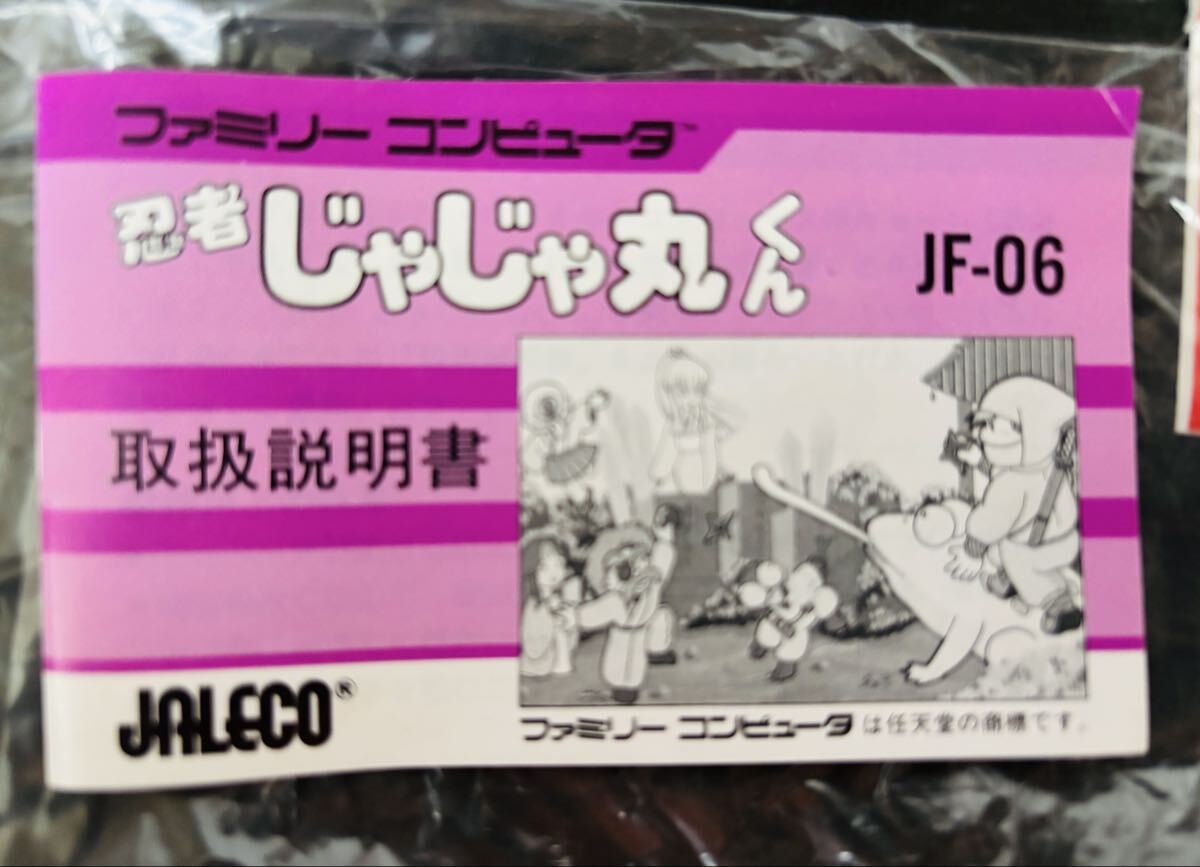 ファミリー コンピュータ™
忍者 じゃじゃ丸くん
JF-06
取扱説明書
JALECO®
ファミリー コンピュータ は任天堂の商標です。